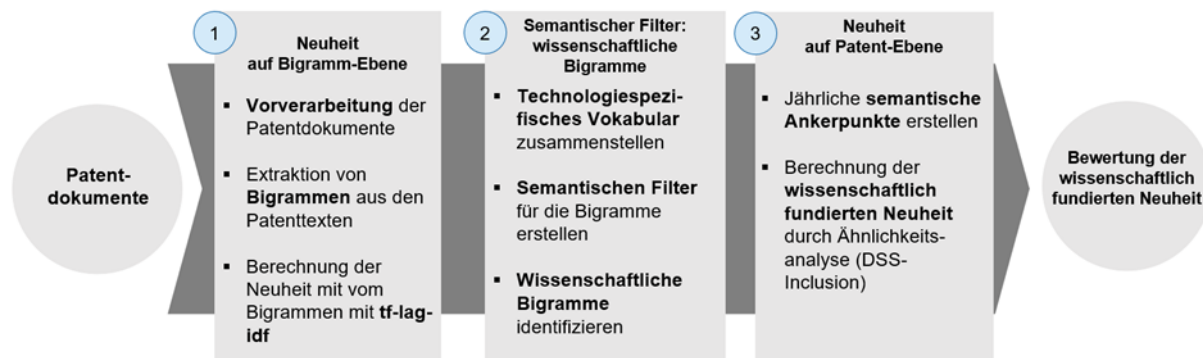 Patent-
dokumente
1
Neuheit
auf Bigramm-Ebene
▪ Vorverarbeitung der
Patentdokumente
▪ Extraktion von
Bigrammen aus den
Patenttexten
▪ Berechnung der
Neuheit mit vom
Bigrammen mit tf-lag-
idf
2
Semantischer Filter:
wissenschaftliche
Bigramme
▪ Technologiespezi-
fisches Vokabular
zusammenstellen
▪ Semantischen Filter
für die Bigramme
erstellen
▪ Wissenschaftliche
Bigramme
identifizieren
3
Neuheit
auf Patent-Ebene
▪ Jährliche semantische
Ankerpunkte erstellen
▪ Berechnung der
wissenschaftlich
fundierten Neuheit
durch Ähnlichkeits-
analyse (DSS-
Inclusion)
Bewertung der
wissenschaftlich
fundierten Neuheit